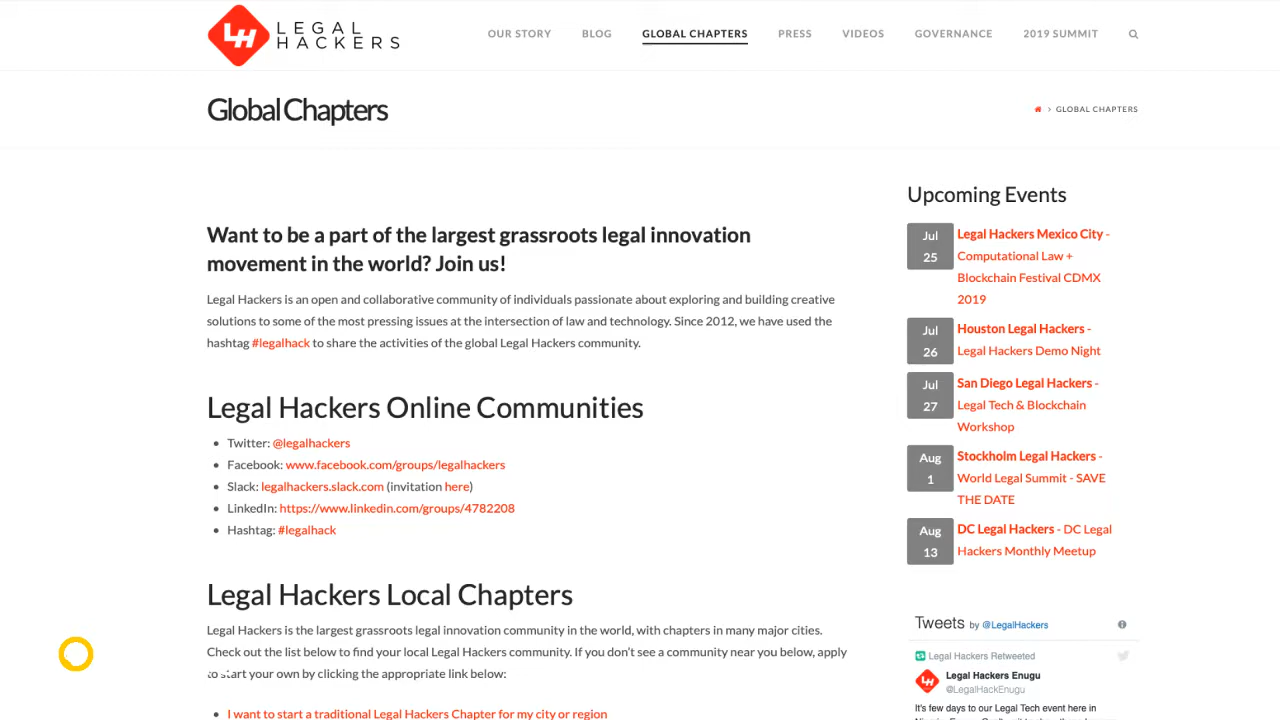 LEGAL HACKERS
OUR STORY BLOG GLOBAL CHAPTERS PRESS VIDEOS GOVERNANCE 2019 SUMMIT
Global Chapters
> GLOBAL CHAPTERS
Want to be a part of the largest grassroots legal innovation
movement in the world? Join us!
Legal Hackers is an open and collaborative community of individuals passionate about exploring and building creative
solutions to some of the most pressing issues at the intersection of law and technology. Since 2012, we have used the
hashtag #legalhack to share the activities of the global Legal Hackers community.
Legal Hackers Online Communities
• Twitter: @legalhackers
• Facebook: www.facebook.com/groups/legalhackers
• Slack: legalhackers.slack.com (invitation here)
• LinkedIn: https://www.linkedin.com/groups/4782208
• Hashtag: #legalhack
Legal Hackers Local Chapters
Legal Hackers is the largest grassroots legal innovation community in the world, with chapters in many major cities.
Check out the list below to find your local Legal Hackers community. If you don't see a community near you below, apply
to start your own by clicking the appropriate link below:
• I want to start a traditional Legal Hackers Chapter for my city or region
Upcoming Events
Jul 25
Legal Hackers Mexico City -
Computational Law +
Blockchain Festival CDMX
2019
Jul 26
Houston Legal Hackers -
Legal Hackers Demo Night
Jul 27
San Diego Legal Hackers -
Legal Tech & Blockchain
Workshop
Aug 1
Stockholm Legal Hackers -
World Legal Summit - SAVE
THE DATE
Aug 13
DC Legal Hackers - DC Legal
Hackers Monthly Meetup
Tweets by @LegalHackers
Legal Hackers Retweeted
Legal Hackers Enugu
@LegalHackEnugu
It's few days to our Legal Tech event here in